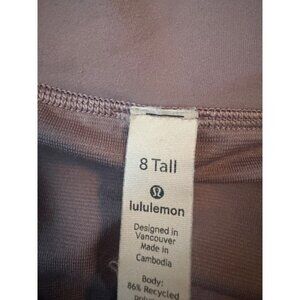 8 Tall
lululemon
Designed in
Vancouver
Made in
Cambodia
Body:
86% Recycled